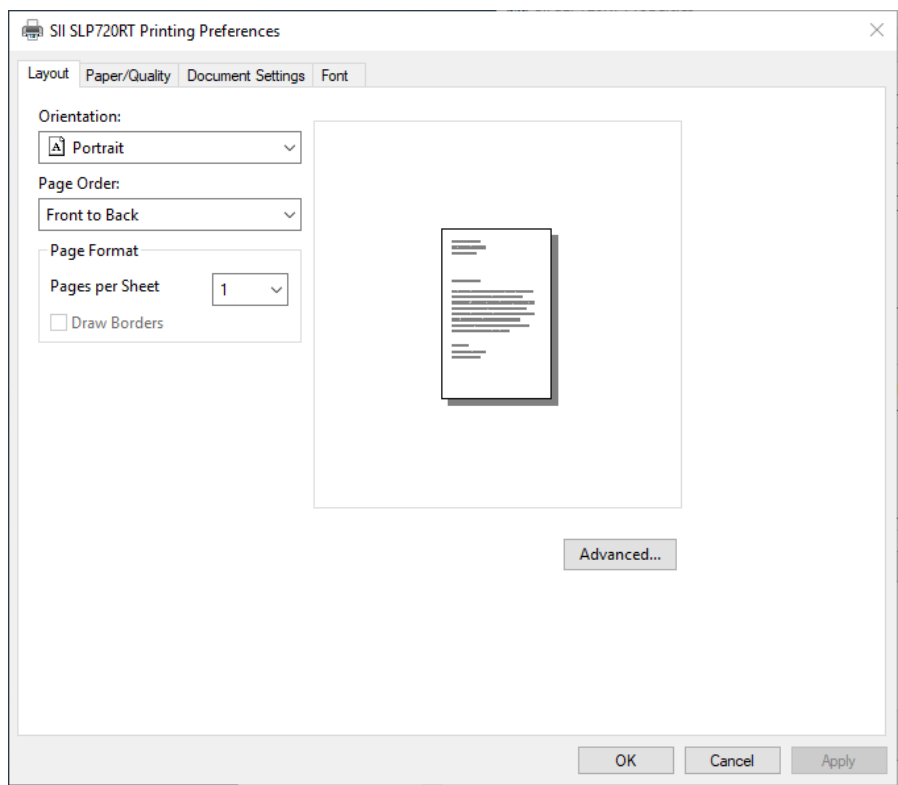 SII SLP720RT Printing Preferences
Layout Paper/Quality Document Settings Font
Orientation:
A Portrait
Page Order:
Front to Back
Page Format
Pages per Sheet 1
Draw Borders
Advanced...
OK Cancel Apply